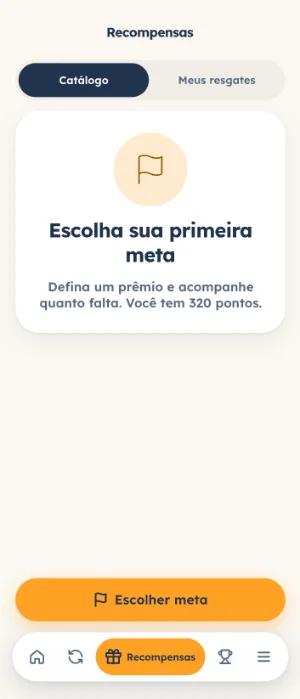 Recompensas
Catálogo
Meus resgates
Escolha sua primeira
meta
Defina um prêmio e acompanhe
quanto falta. Você tem 320 pontos.
Escolher meta
Recompensas